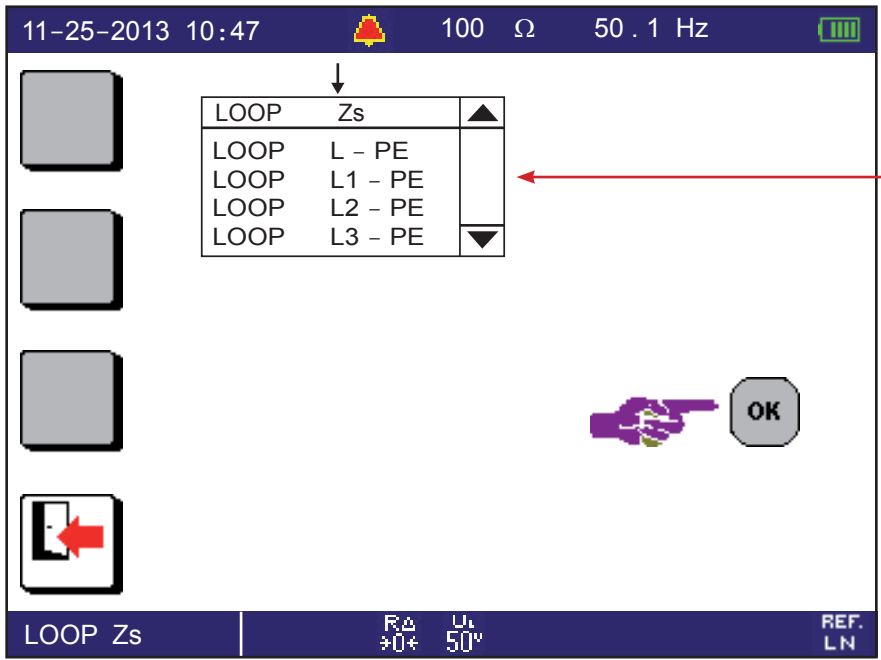 11-25-2013 10:47 100 Ω 50.1 Hz
LOOP Zs
LOOP L - PE
LOOP L1 - PE
LOOP L2 - PE
LOOP L3 - PE
OK
LOOP Zs
RΔ
>0<
UL
50V
REF.
LN